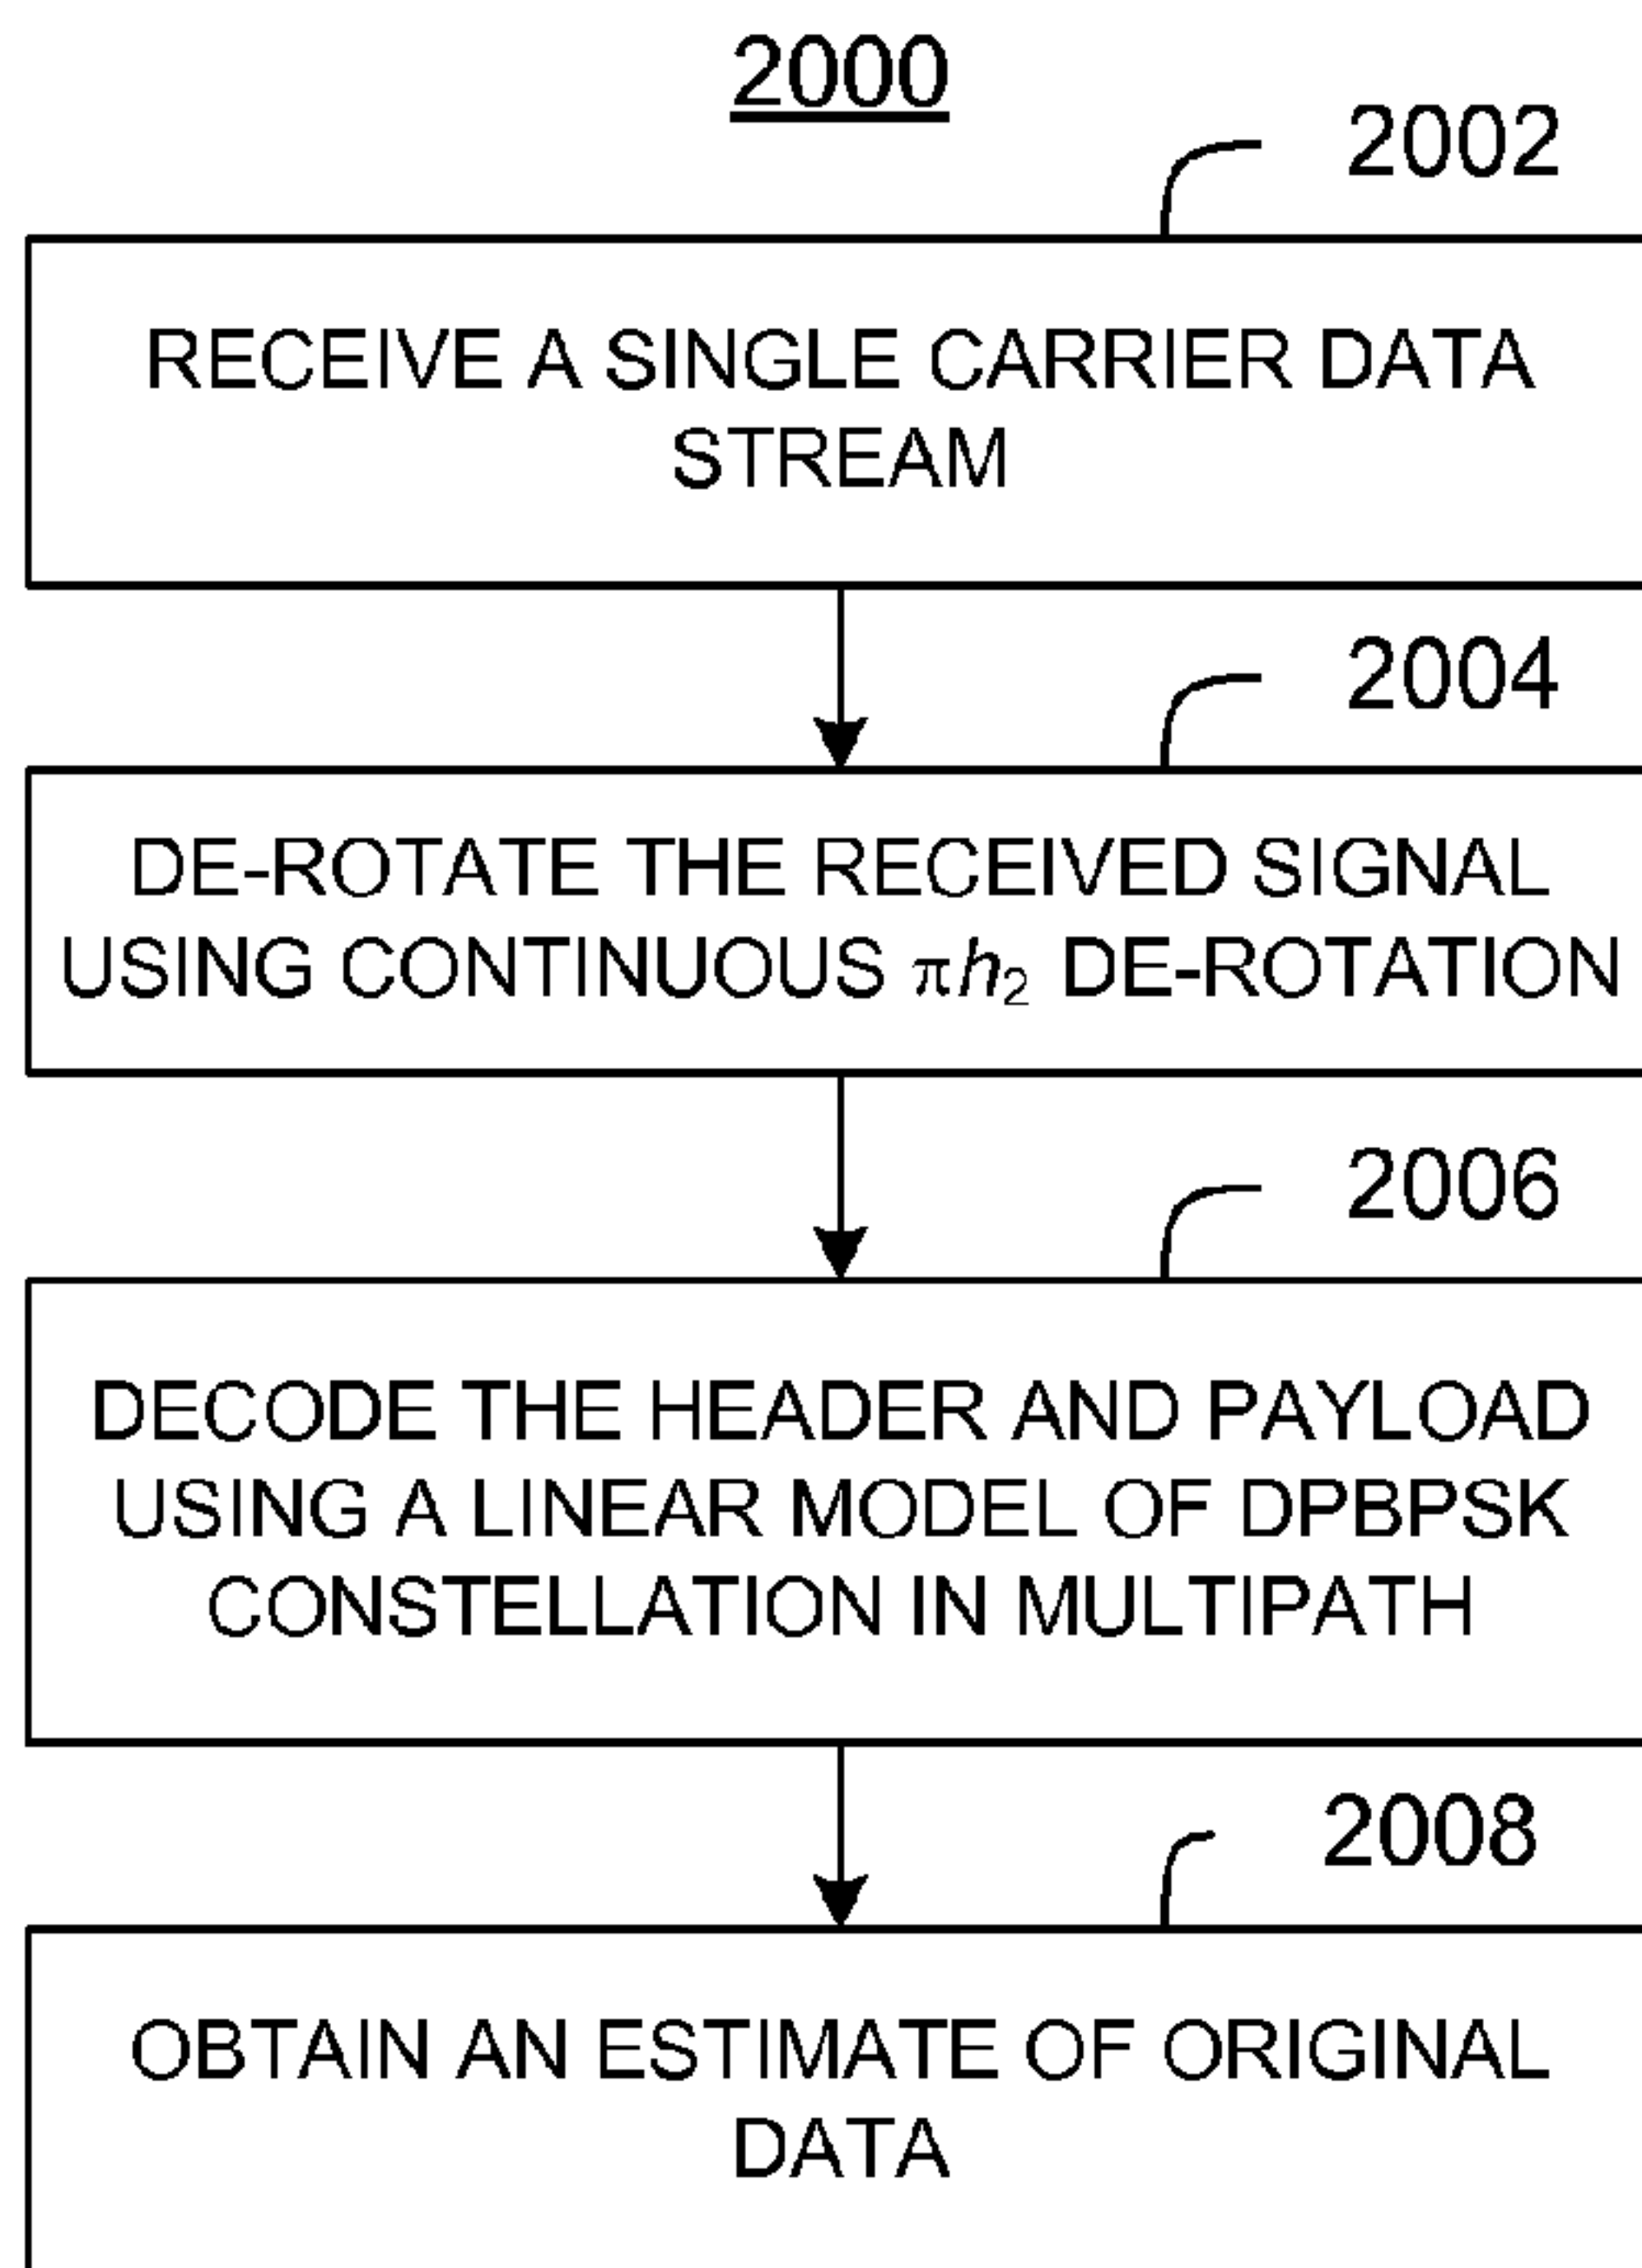 2000
2002
RECEIVE A SINGLE CARRIER DATA
STREAM
2004
DE-ROTATE THE RECEIVED SIGNAL
USING CONTINUOUS πh₂ DE-ROTATION
2006
DECODE THE HEADER AND PAYLOAD
USING A LINEAR MODEL OF DPBPSK
CONSTELLATION IN MULTIPATH
2008
OBTAIN AN ESTIMATE OF ORIGINAL
DATA